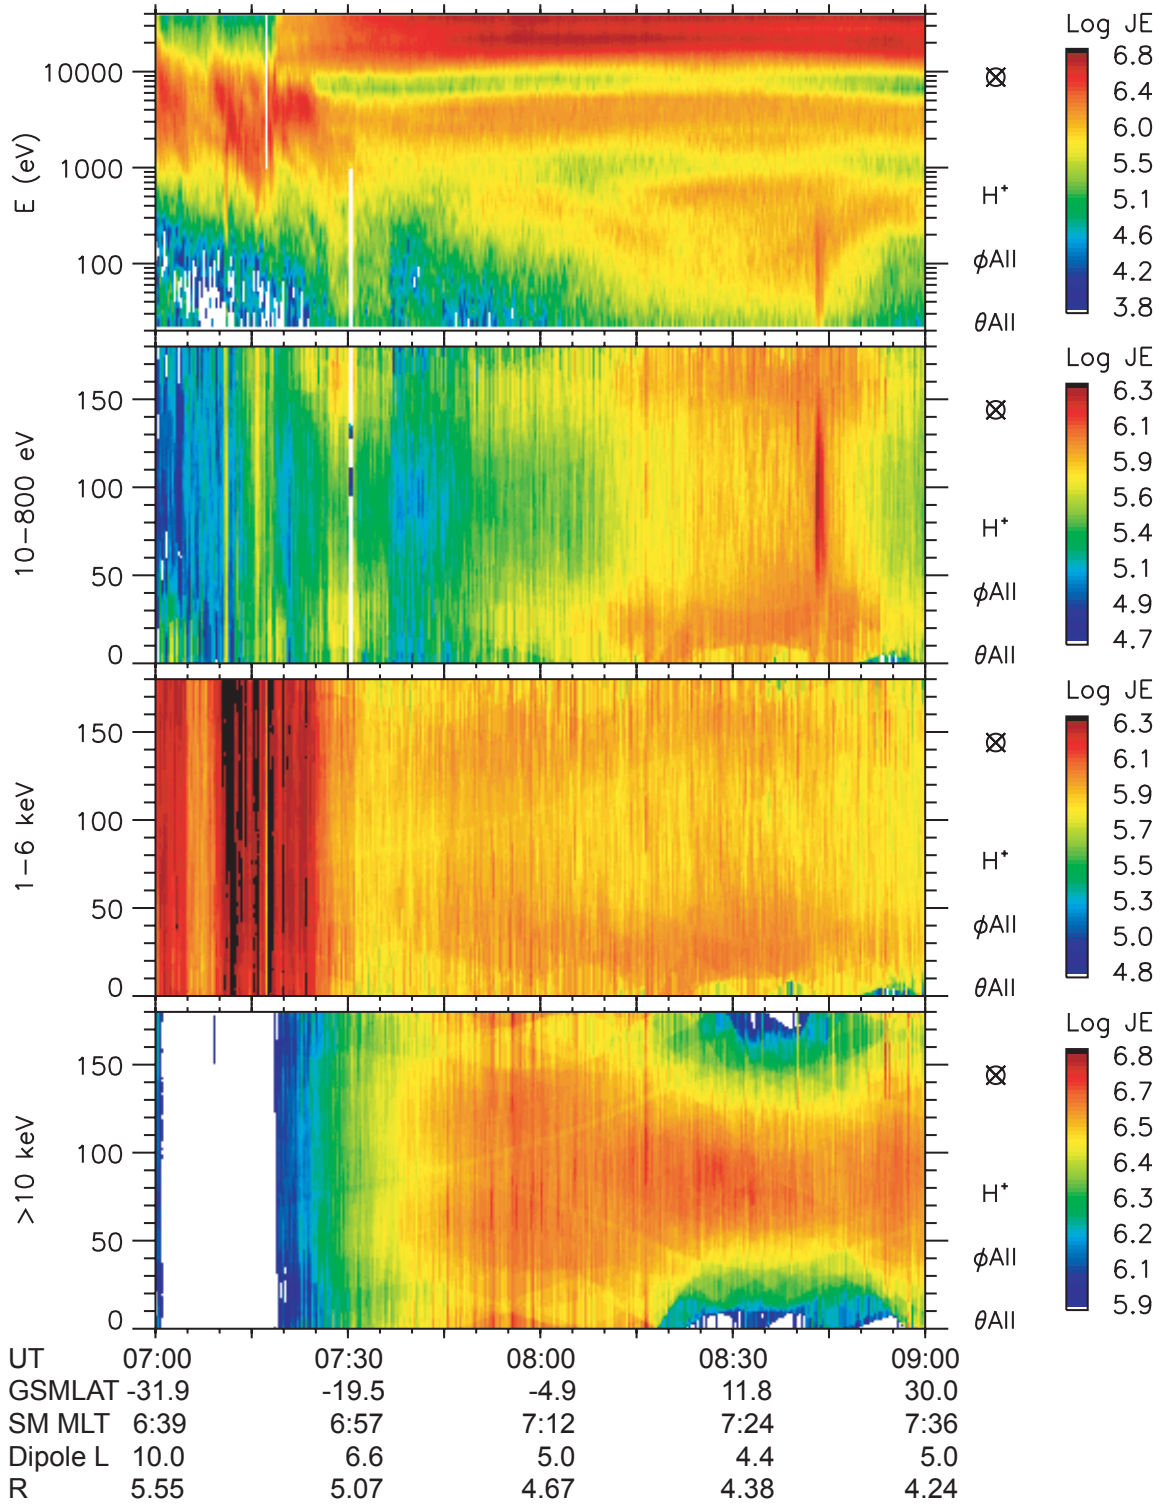 Log JE
6.8
6.4
6.0
5.5
5.1
4.6
4.2
3.8
10000
1000
100
E (eV)
H+
ϕAll
θAll
Log JE
6.3
6.1
5.9
5.6
5.4
5.1
4.9
4.7
150
100
50
0
10−800 eV
H+
ϕAll
θAll
Log JE
6.3
6.1
5.9
5.7
5.5
5.3
5.0
4.8
150
100
50
0
1−6 keV
H+
ϕAll
θAll
Log JE
6.8
6.7
6.5
6.4
6.3
6.2
6.1
5.9
150
100
50
0
>10 keV
H+
ϕAll
θAll
UT 07:00 07:30 08:00 08:30 09:00
GSMLAT -31.9 -19.5 -4.9 11.8 30.0
SM MLT 6:39 6:57 7:12 7:24 7:36
Dipole L 10.0 6.6 5.0 4.4 5.0
R 5.55 5.07 4.67 4.38 4.24